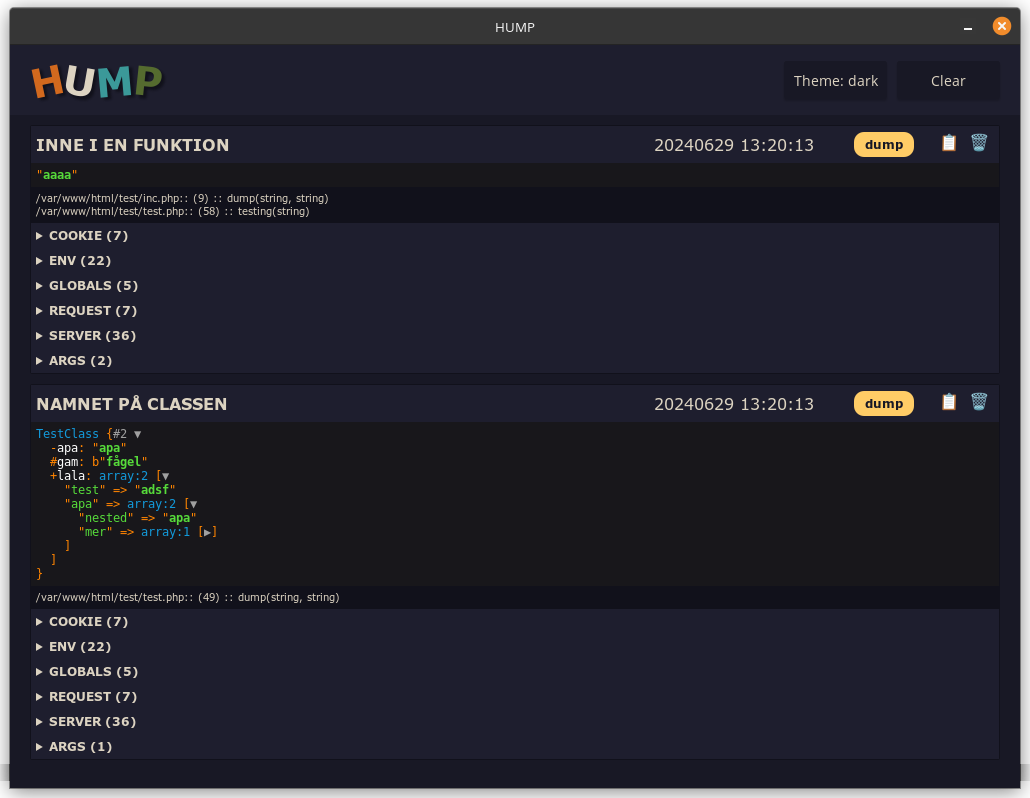 HUMP
HUMP
Theme: dark
Clear
INNE I EN FUNKTION 20240629 13:20:13 dump
"aaaa"
/var/www/html/test/inc.php:: (9) :: dump(string, string)
/var/www/html/test/test.php:: (58) :: testing(string)
▶ COOKIE (7)
▶ ENV (22)
▶ GLOBALS (5)
▶ REQUEST (7)
▶ SERVER (36)
▶ ARGS (2)
NAMNET PÅ CLASSEN 20240629 13:20:13 dump
TestClass {#2 ▼
  -apa: "apa"
  #gam: b"fågel"
  +lala: array:2 [▼
    "test" => "adsf"
    "apa" => array:2 [▼
      "nested" => "apa"
      "mer" => array:1 [▶]
    ]
  ]
}
/var/www/html/test/test.php:: (49) :: dump(string, string)
▶ COOKIE (7)
▶ ENV (22)
▶ GLOBALS (5)
▶ REQUEST (7)
▶ SERVER (36)
▶ ARGS (1)